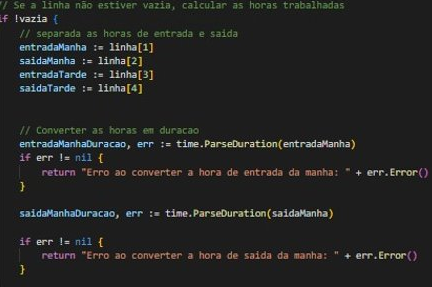 // Se a linha não estiver vazia, calcular as horas trabalhadas
if !vazia {
// separada as horas de entrada e saida
entradaManha := linha[1]
saidaManha := linha[2]
entradaTarde := linha[3]
saidaTarde := linha[4]
// Converter as horas em duracao
entradaManhaDuracao, err := time.ParseDuration(entradaManha)
if err != nil {
return "Erro ao converter a hora de entrada da manha: " + err.Error()
}
saidaManhaDuracao, err := time.ParseDuration(saidaManha)
if err != nil {
return "Erro ao converter a hora de saida da manha: " + err.Error()
}